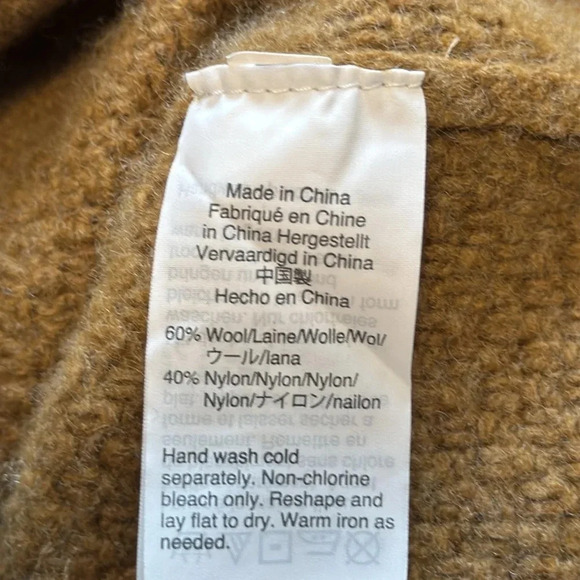 Made in China
Fabriqué en Chine
in China Hergestellt
Vervaardigd in China
中国製
Hecho en China
60% Wool/Laine/Wolle/Wol/
ウール/lana
40% Nylon/Nylon/Nylon/
Nylon/ナイロン/nailon
Hand wash cold
separately. Non-chlorine
bleach only. Reshape and
lay flat to dry. Warm iron as
needed.